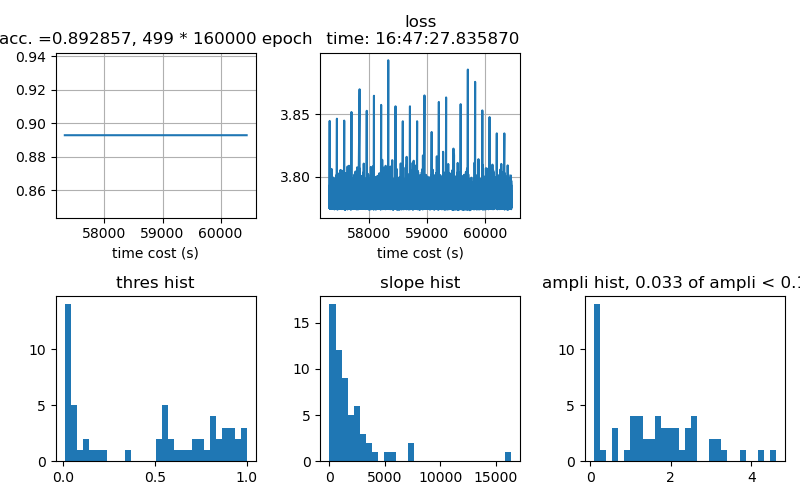 loss
acc. =0.892857, 499 * 160000 epoch time: 16:47:27.835870
0.94
0.92
0.90
0.88
0.86
58000 59000 60000
time cost (s)
3.85
3.80
58000 59000 60000
time cost (s)
thres hist
10
5
0
0.0 0.5 1.0
slope hist
15
10
5
0
0 5000 10000 15000
ampli hist, 0.033 of ampli < 0.1
10
5
0
0 2 4